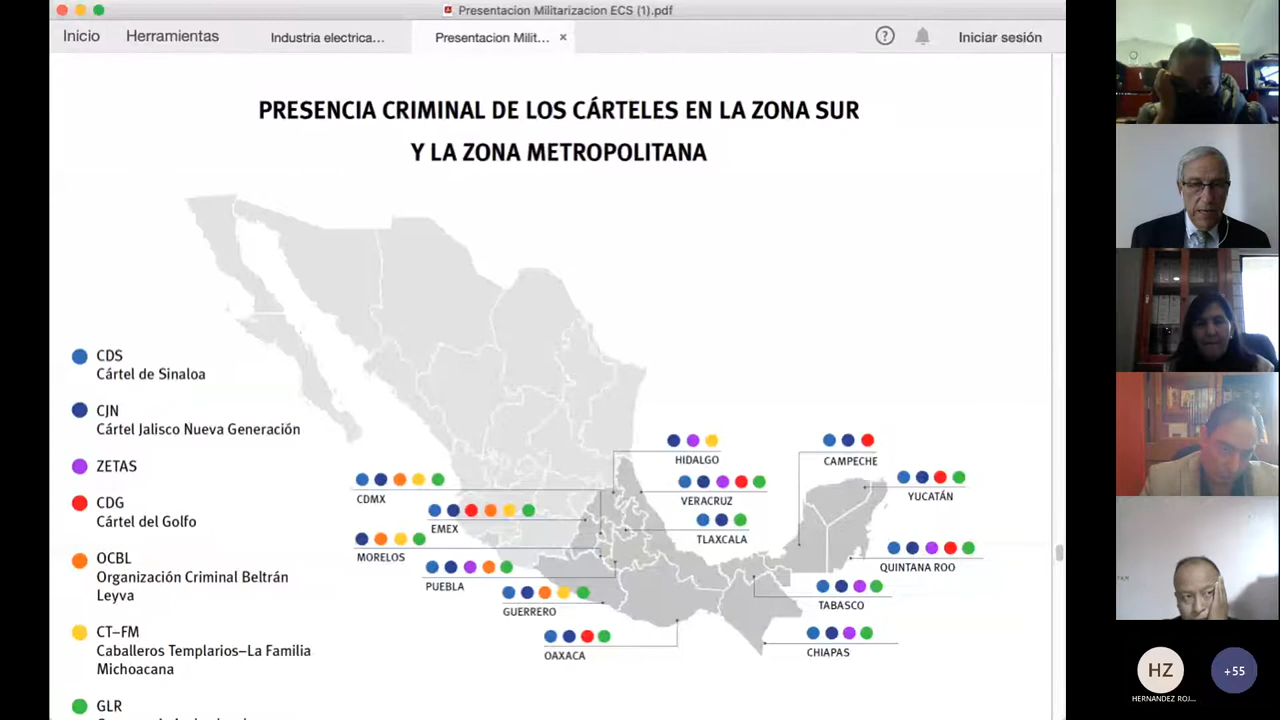 Presentacion Militarizacion ECS (1).pdf
Inicio
Herramientas
Industria electrica...
Presentacion Milit...
Iniciar sesión
PRESENCIA CRIMINAL DE LOS CÁRTELES EN LA ZONA SUR
Y LA ZONA METROPOLITANA
CDS
Cártel de Sinaloa
CJN
Cártel Jalisco Nueva Generación
ZETAS
CDG
Cártel del Golfo
OCBL
Organización Criminal Beltrán
Leyva
CT–FM
Caballeros Templarios–La Familia
Michoacana
GLR
HIDALGO
CAMPECHE
VERACRUZ
YUCATÁN
CDMX
EMEX
TLAXCALA
MORELOS
QUINTANA ROO
PUEBLA
TABASCO
GUERRERO
OAXACA
CHIAPAS
HZ
+55
HERNANDEZ ROJ...